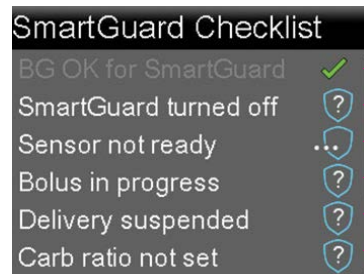 SmartGuard Checklist
BG OK for SmartGuard
SmartGuard turned off
Sensor not ready
Bolus in progress
Delivery suspended
Carb ratio not set